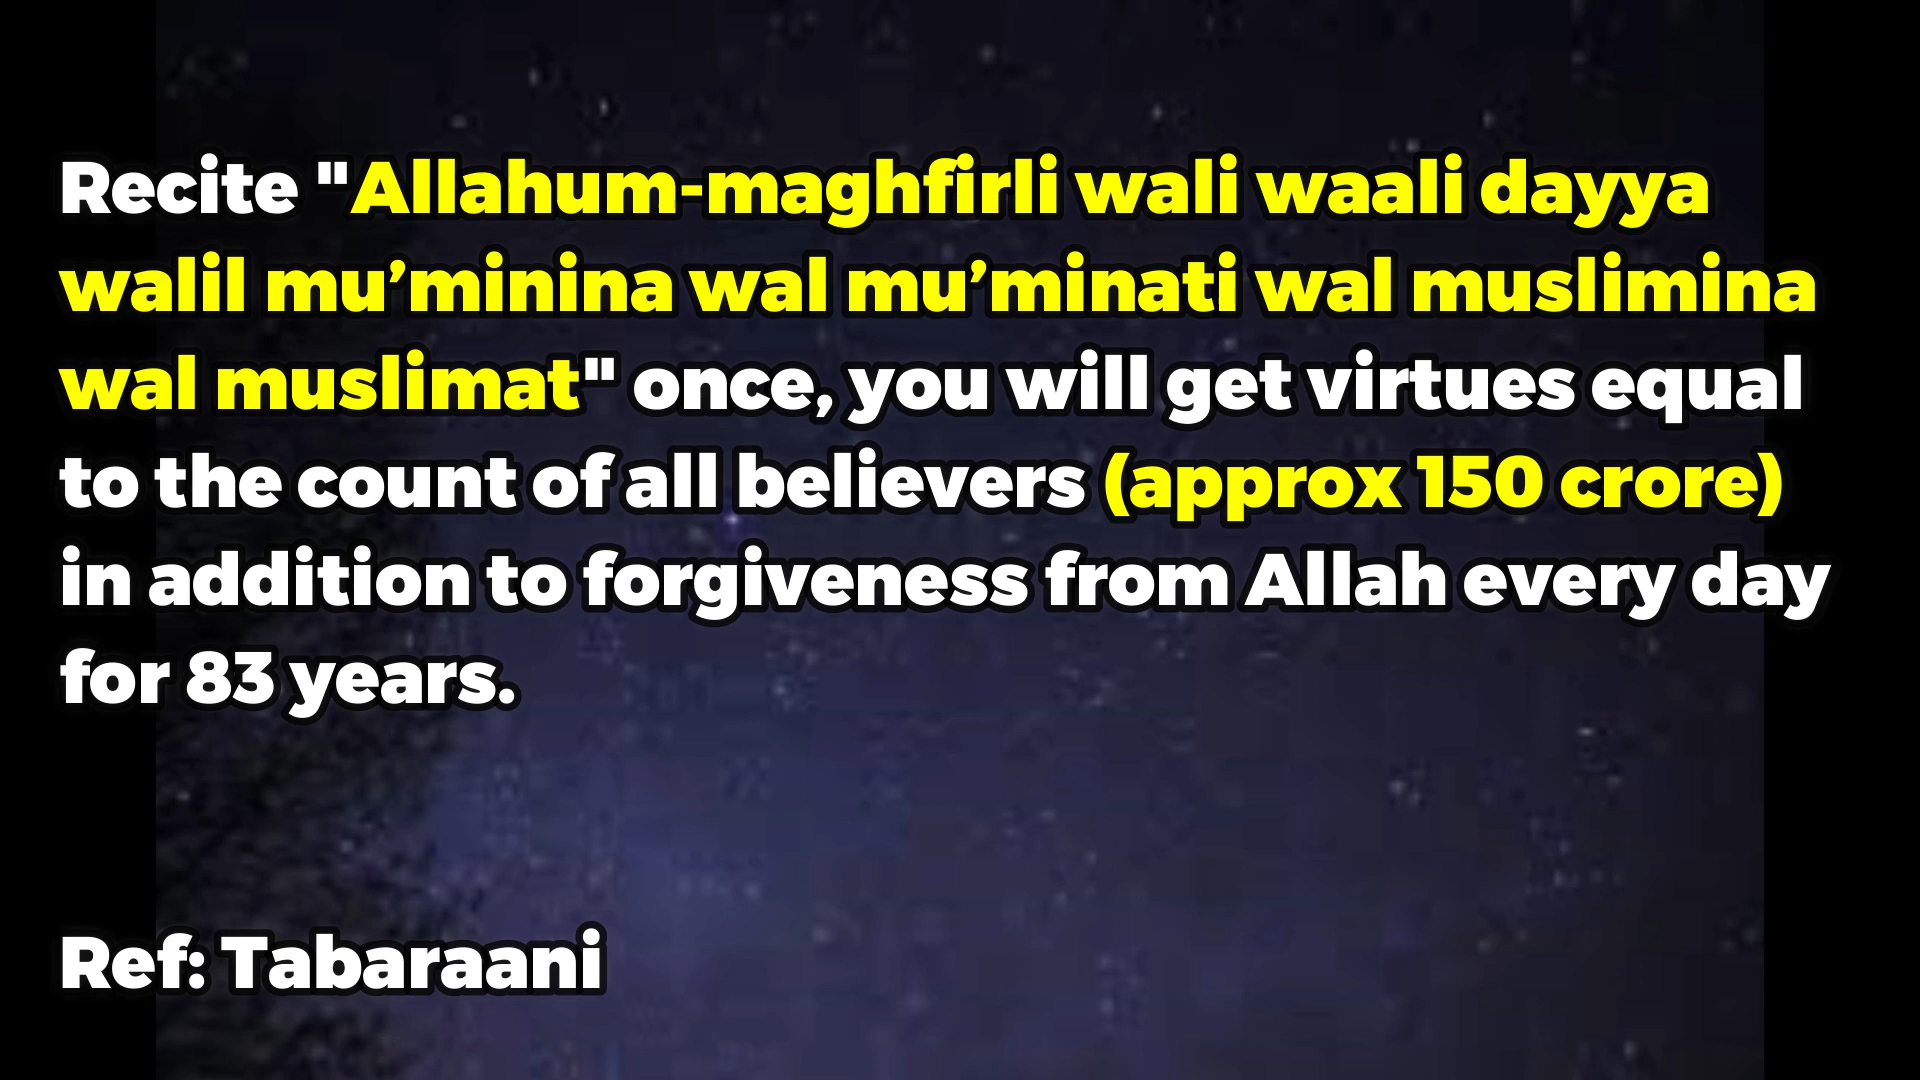 Recite "Allahum-maghfirli wali waali dayya
walil mu’minina wal mu’minati wal muslimina
wal muslimat" once, you will get virtues equal
to the count of all believers (approx 150 crore)
in addition to forgiveness from Allah every day
for 83 years.
Ref: Tabaraani